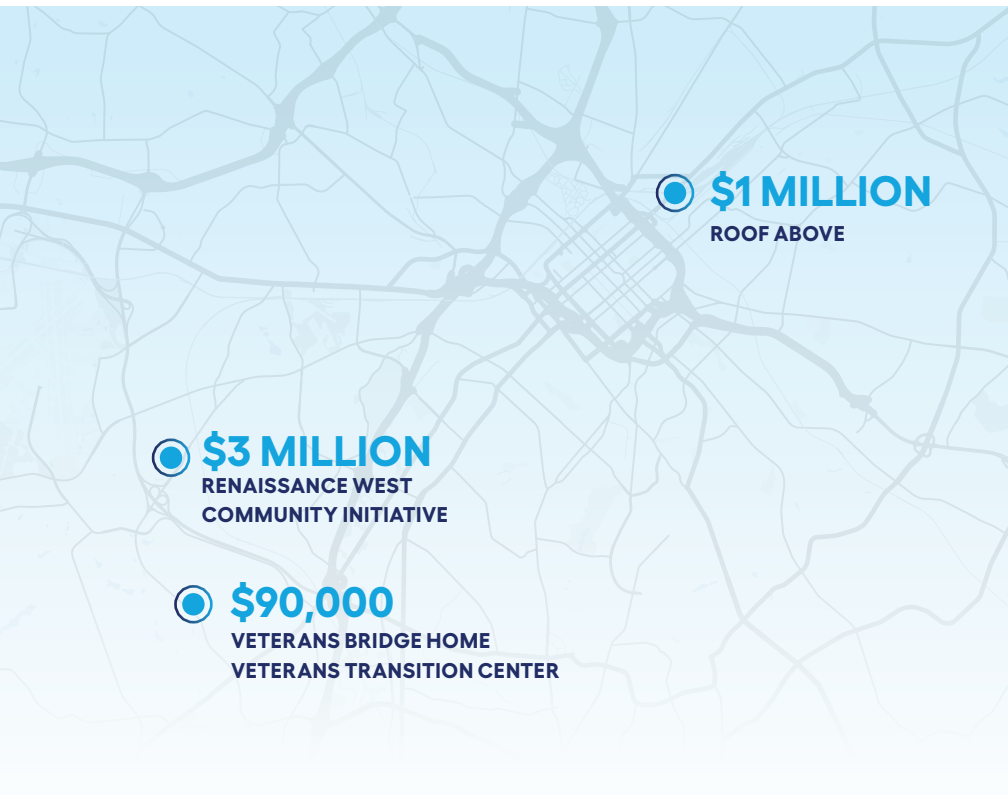 $1 MILLION
ROOF ABOVE
$3 MILLION
RENAISSANCE WEST
COMMUNITY INITIATIVE
$90,000
VETERANS BRIDGE HOME
VETERANS TRANSITION CENTER